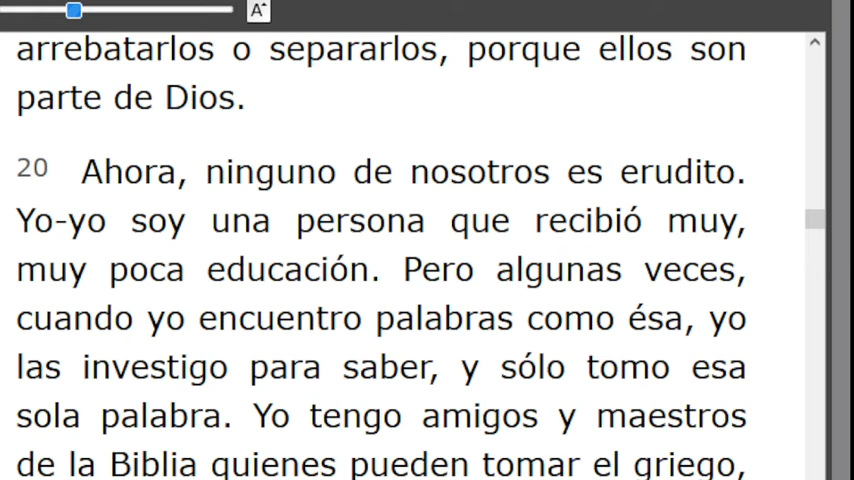 A
arrebatarlos o separarlos, porque ellos son
parte de Dios.
20 Ahora, ninguno de nosotros es erudito.
Yo-yo soy una persona que recibió muy,
muy poca educación. Pero algunas veces,
cuando yo encuentro palabras como ésa, yo
las investigo para saber, y sólo tomo esa
sola palabra. Yo tengo amigos y maestros
de la Biblia quienes pueden tomar el griego,